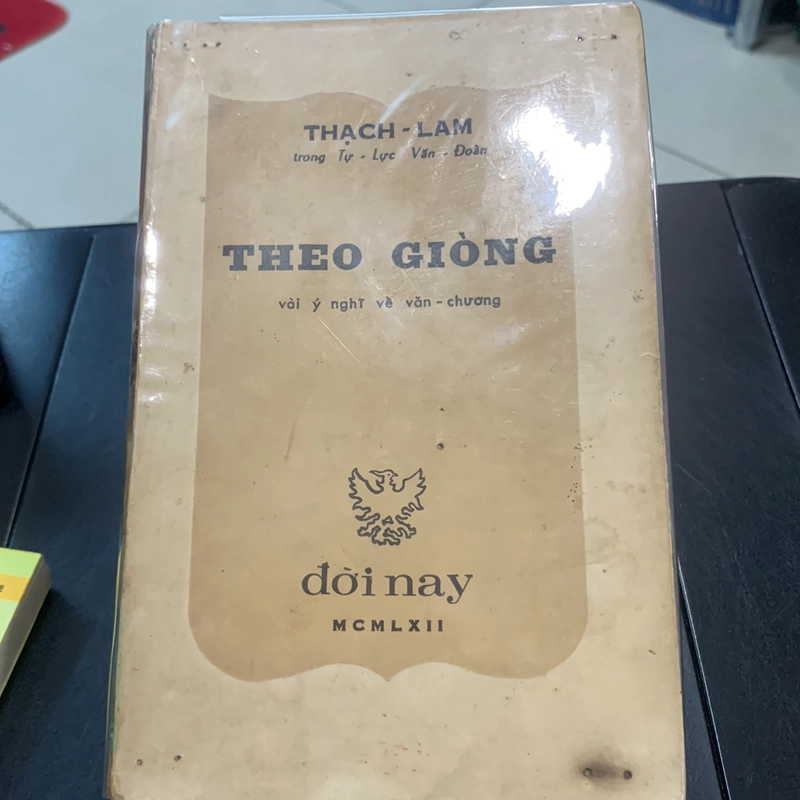 THẠCH - LAM
trong Tự - Lực Văn - Đoàn
THEO GIÒNG
vài ý nghĩ về văn - chương
đời nay
MCMLXII